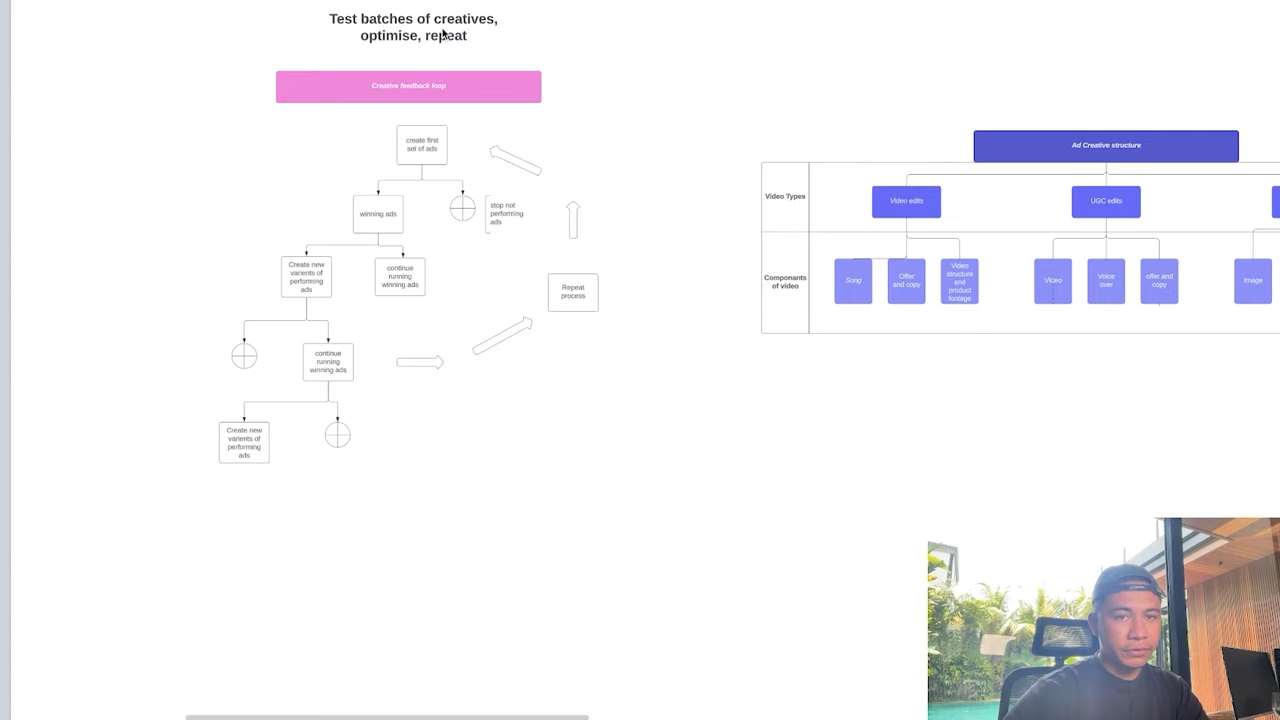 Test batches of creatives,
optimise, repeat
Creative feedback loop
create first
set of ads
winning ads
stop not
performing
ads
Create new
varients of
performing
ads
continue
running
winning ads
Repeat
process
continue
running
winning ads
Create new
varients of
performing
ads
Ad Creative structure
Video Types
Video edits
UGC edits
Componants
of video
Song
Offer
and copy
Video
structure
and
product
footage
Video
Voice
over
offer and
copy
Image